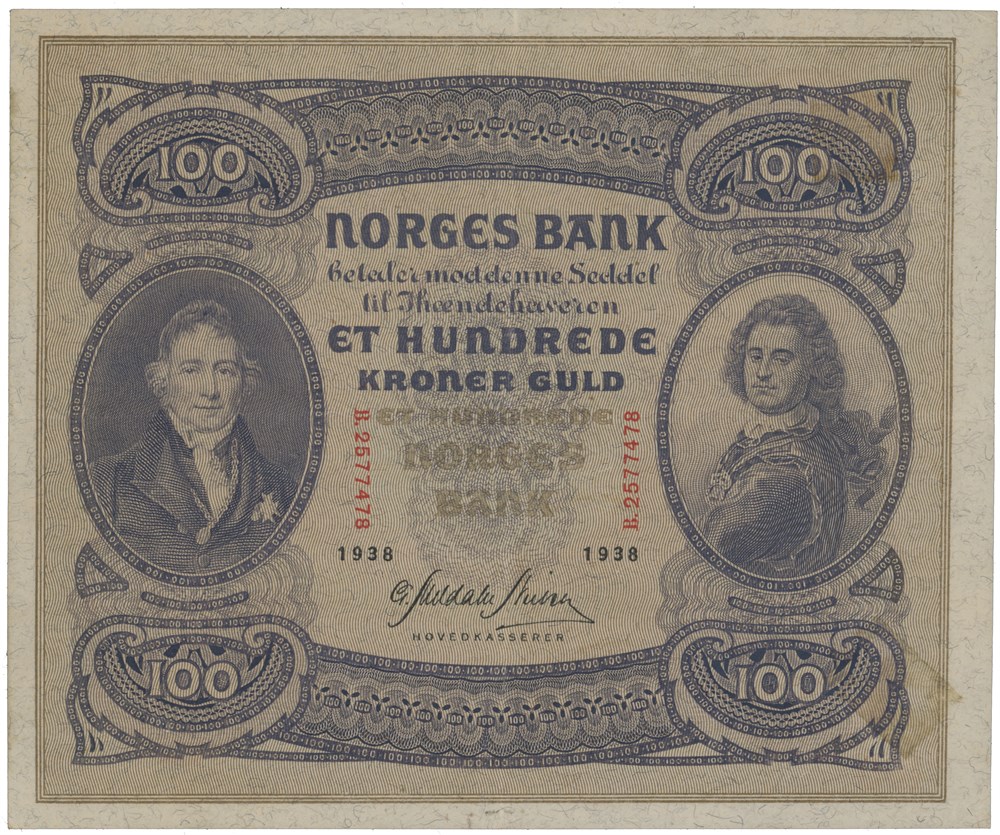 100 100
NORGES BANK
betaler mod denne Seddel
til Ihændehaveren
ET HUNDREDE
KRONER GULD
ET HUNDREDE
NORGES
BANK
B.2577478 B.2577478
1938 1938
HOVEDKASSERER
100 100